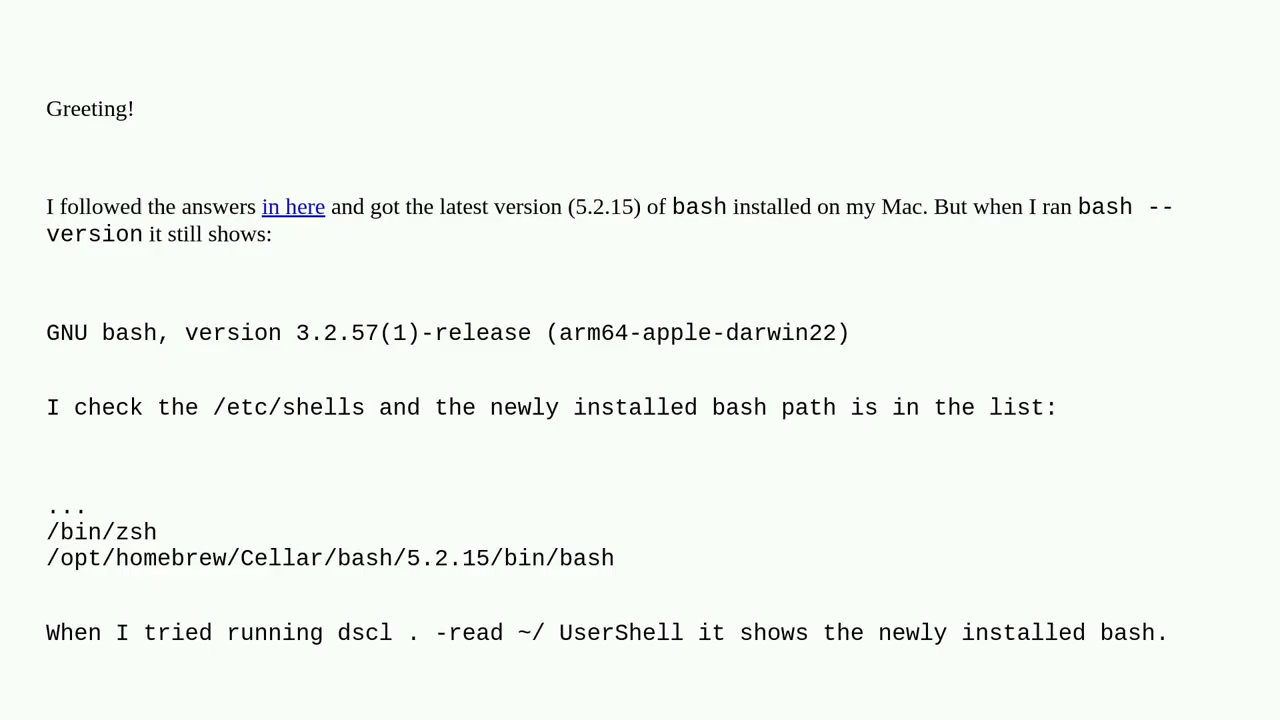 Greeting!
I followed the answers in here and got the latest version (5.2.15) of bash installed on my Mac. But when I ran bash --
version it still shows:
GNU bash, version 3.2.57(1)-release (arm64-apple-darwin22)
I check the /etc/shells and the newly installed bash path is in the list:
...
/bin/zsh
/opt/homebrew/Cellar/bash/5.2.15/bin/bash
When I tried running dscl . -read ~/ UserShell it shows the newly installed bash.